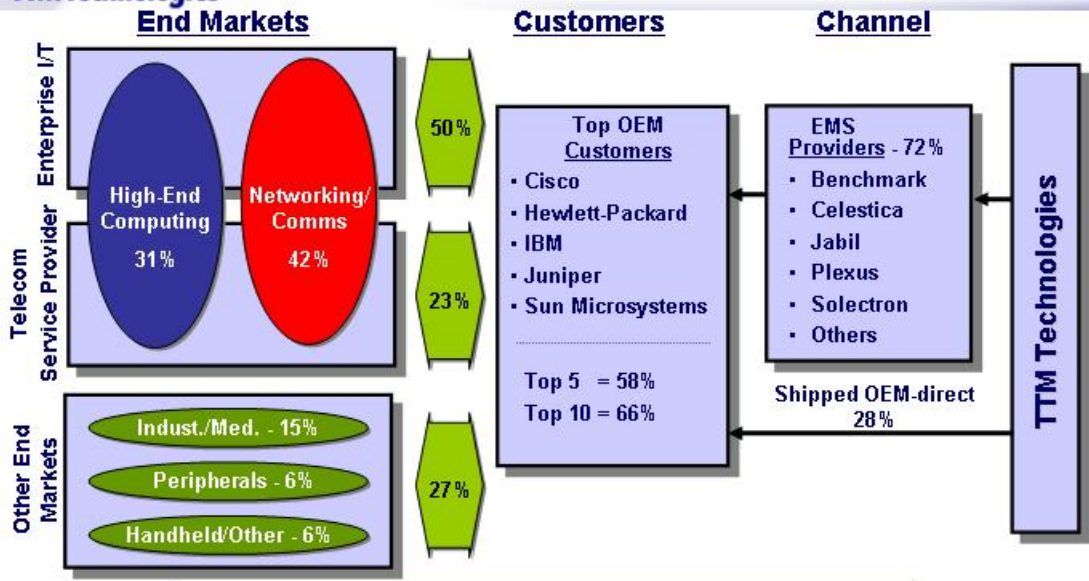 End Markets
Customers
Channel
Enterprise I/T
Telecom
Service Provider
Other End
Markets
High-End
Computing
31%
Networking/
Comms
42%
Indust./Med. - 15%
Peripherals - 6%
Handheld/Other - 6%
50%
23%
27%
Top OEM
Customers
· Cisco
· Hewlett-Packard
· IBM
· Juniper
· Sun Microsystems
Top 5 = 58%
Top 10 = 66%
EMS
Providers - 72%
· Benchmark
· Celestica
· Jabil
· Plexus
· Solectron
· Others
Shipped OEM-direct
28%
TTM Technologies